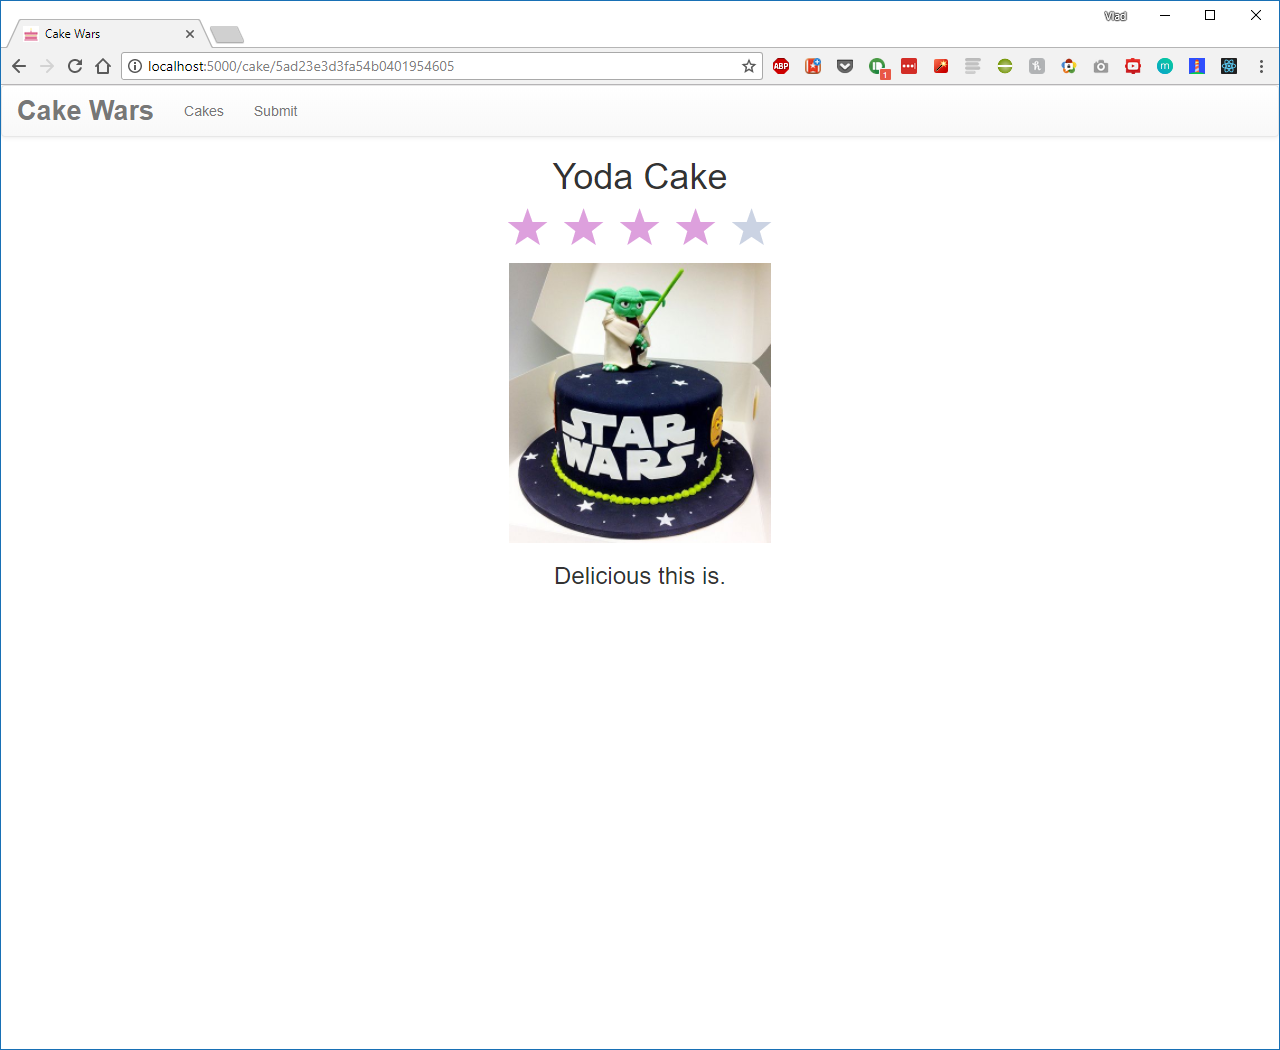 Vlad
Cake Wars
localhost:5000/cake/5ad23e3d3fa54b0401954605
ABP
1
m
Cake Wars
Cakes
Submit
Yoda Cake
STAR
WARS
Delicious this is.